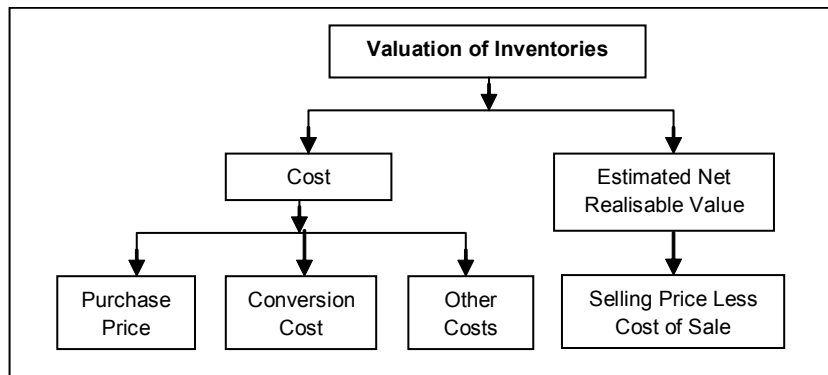 Valuation of Inventories
Cost
Estimated Net
Realisable Value
Purchase
Price
Conversion
Cost
Other
Costs
Selling Price Less
Cost of Sale